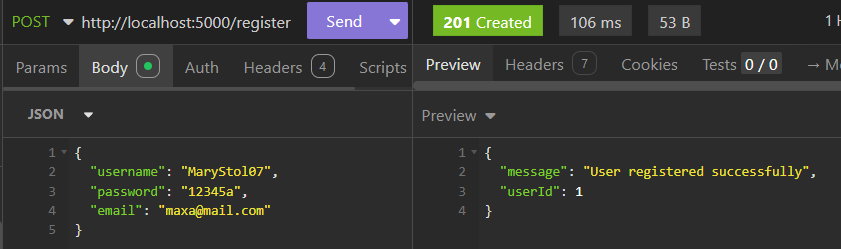 POST http://localhost:5000/register Send 201 Created 106 ms 53 B 1 H
Params Body Auth Headers 4 Scripts Preview Headers 7 Cookies Tests 0 / 0 → Mo
JSON Preview
1 {
2 "username": "MaryStol07",
3 "password": "12345a",
4 "email": "maxa@mail.com"
5 }
1 {
2 "message": "User registered successfully",
3 "userId": 1
4 }